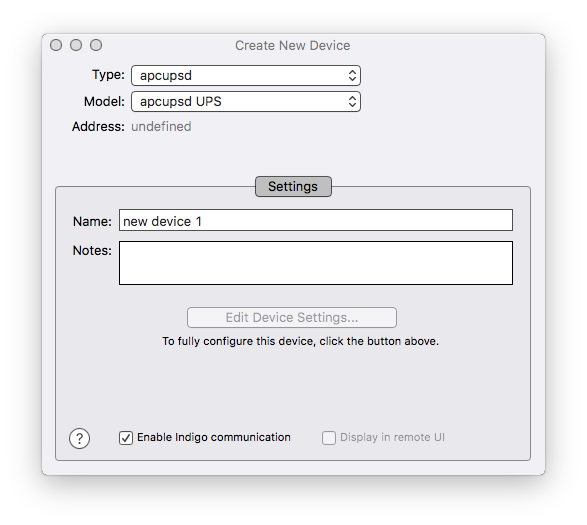 Create New Device
Type: apcupsd
Model: apcupsd UPS
Address: undefined
Settings
Name: new device 1
Notes:
Edit Device Settings...
To fully configure this device, click the button above.
? Enable Indigo communication Display in remote UI